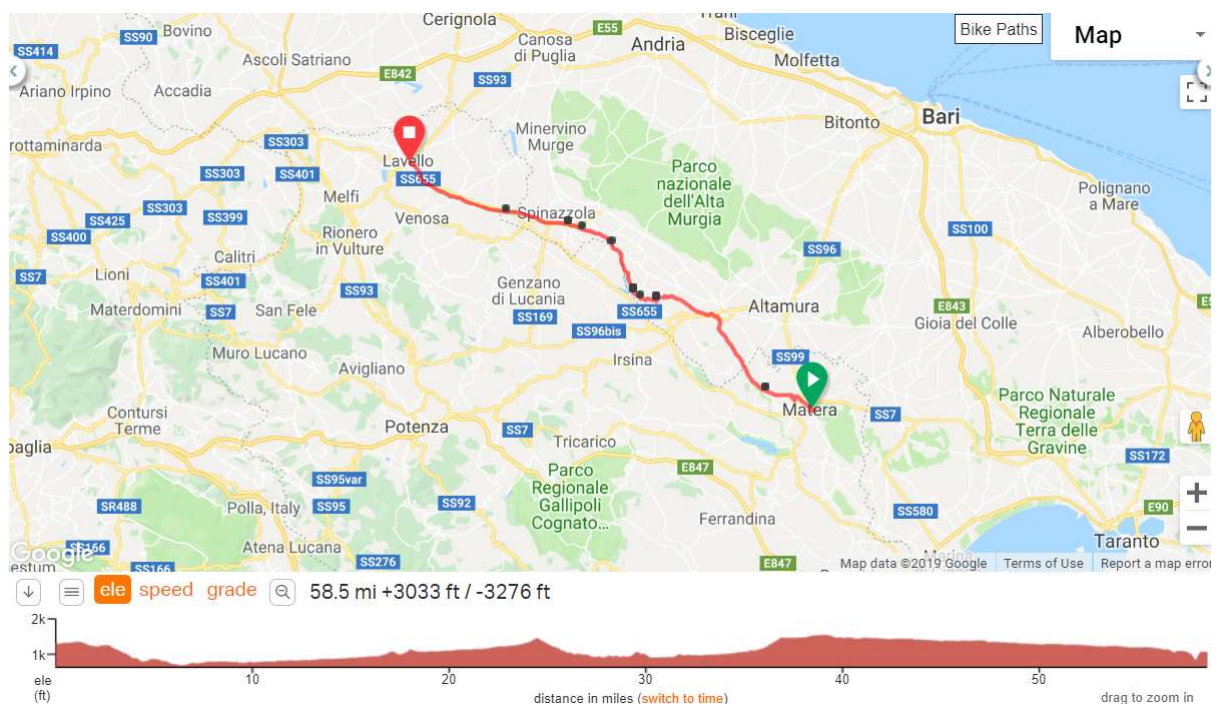 Cerignola
E55
Trani
Bisceglie
Bike Paths
Map
SS90
Bovino
SS414
Canosa
di Puglia
Andria
Molfetta
Ascoli Satriano
E842
SS93
Ariano Irpino
Accadia
Bari
Bitonto
Minervino
Murge
rottaminarda
SS303
Lavello
Parco
nazionale
dell'Alta
Murgia
SS303
SS401
SS655
Melfi
Polignano
a Mare
SS303
SS425
SS399
Venosa
Spinazzola
SS100
SS400
Rionero
in Vulture
SS96
Calitri
SS7
Lioni
SS401
SS93
Genzano
di Lucania
Altamura
E843
Materdomini
SS7
San Fele
SS169
SS655
Gioia del Colle
Alberobello
SS96bis
Muro Lucano
Irsina
SS99
Avigliano
Matera
SS7
Parco Naturale
Regionale
Terra delle
Gravine
Contursi
Terme
Potenza
SS7
Tricarico
SS172
paglia
E847
Parco
Regionale
Gallipoli
Cognato...
SS95var
SR488
Polla, Italy
SS95
SS92
Ferrandina
SS580
E90
Taranto
Google
SS166
Atena Lucana
SS166
SS276
E847
Map data ©2019 Google
Terms of Use
Report a map error
ele
speed
grade
58.5 mi +3033 ft / -3276 ft
2k
1k
ele
(ft)
10
20
30
40
50
distance in miles (switch to time)
drag to zoom in